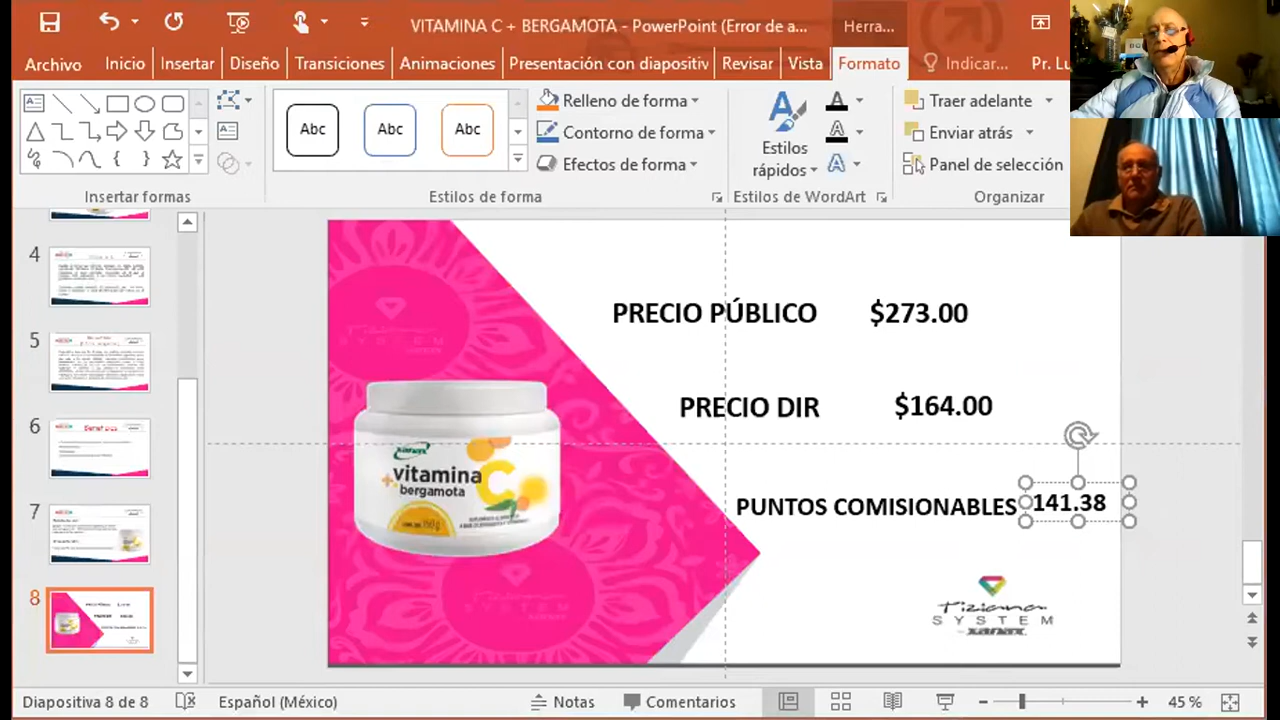 VITAMINA C + BERGAMOTA - PowerPoint (Error de a...
Herra...
Archivo
Inicio
Insertar
Diseño
Transiciones
Animaciones
Presentación con diapositiv
Revisar
Vista
Formato
Indicar...
Pr. Lu
Abc
Abc
Abc
Relleno de forma
Contorno de forma
Efectos de forma
Estilos
rápidos
Traer adelante
Enviar atrás
Panel de selección
Insertar formas
Estilos de forma
Estilos de WordArt
Organizar
4
5
6
7
8
PRECIO PÚBLICO $273.00
PRECIO DIR $164.00
PUNTOS COMISIONABLES 141.38
xanax
+ vitamina C
bergamota
Tiziana
SYSTEM
xanax
Diapositiva 8 de 8
Español (México)
Notas
Comentarios
45 %